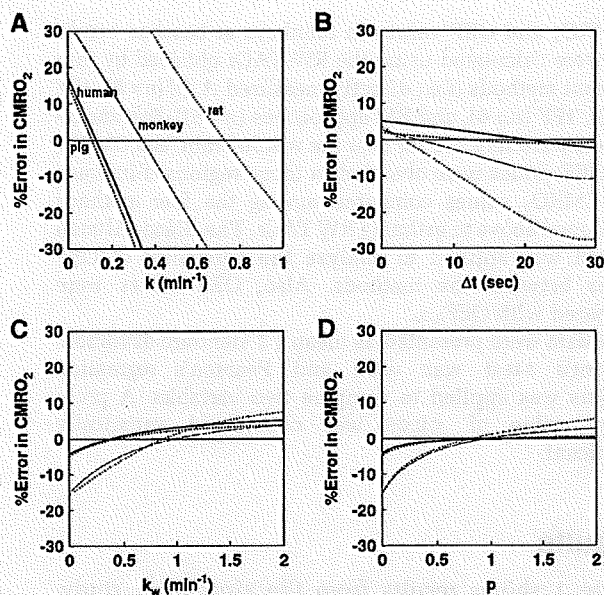 A
%Error in CMRO₂
30
20
10
0
-10
-20
-30
human
pig
monkey
rat
0 0.2 0.4 0.6 0.8 1
k (min⁻¹)
B
%Error in CMRO₂
30
20
10
0
-10
-20
-30
0 10 20 30
Δt (sec)
C
%Error in CMRO₂
30
20
10
0
-10
-20
-30
0 0.5 1 1.5 2
kw (min⁻¹)
D
%Error in CMRO₂
30
20
10
0
-10
-20
-30
0 0.5 1 1.5 2
p